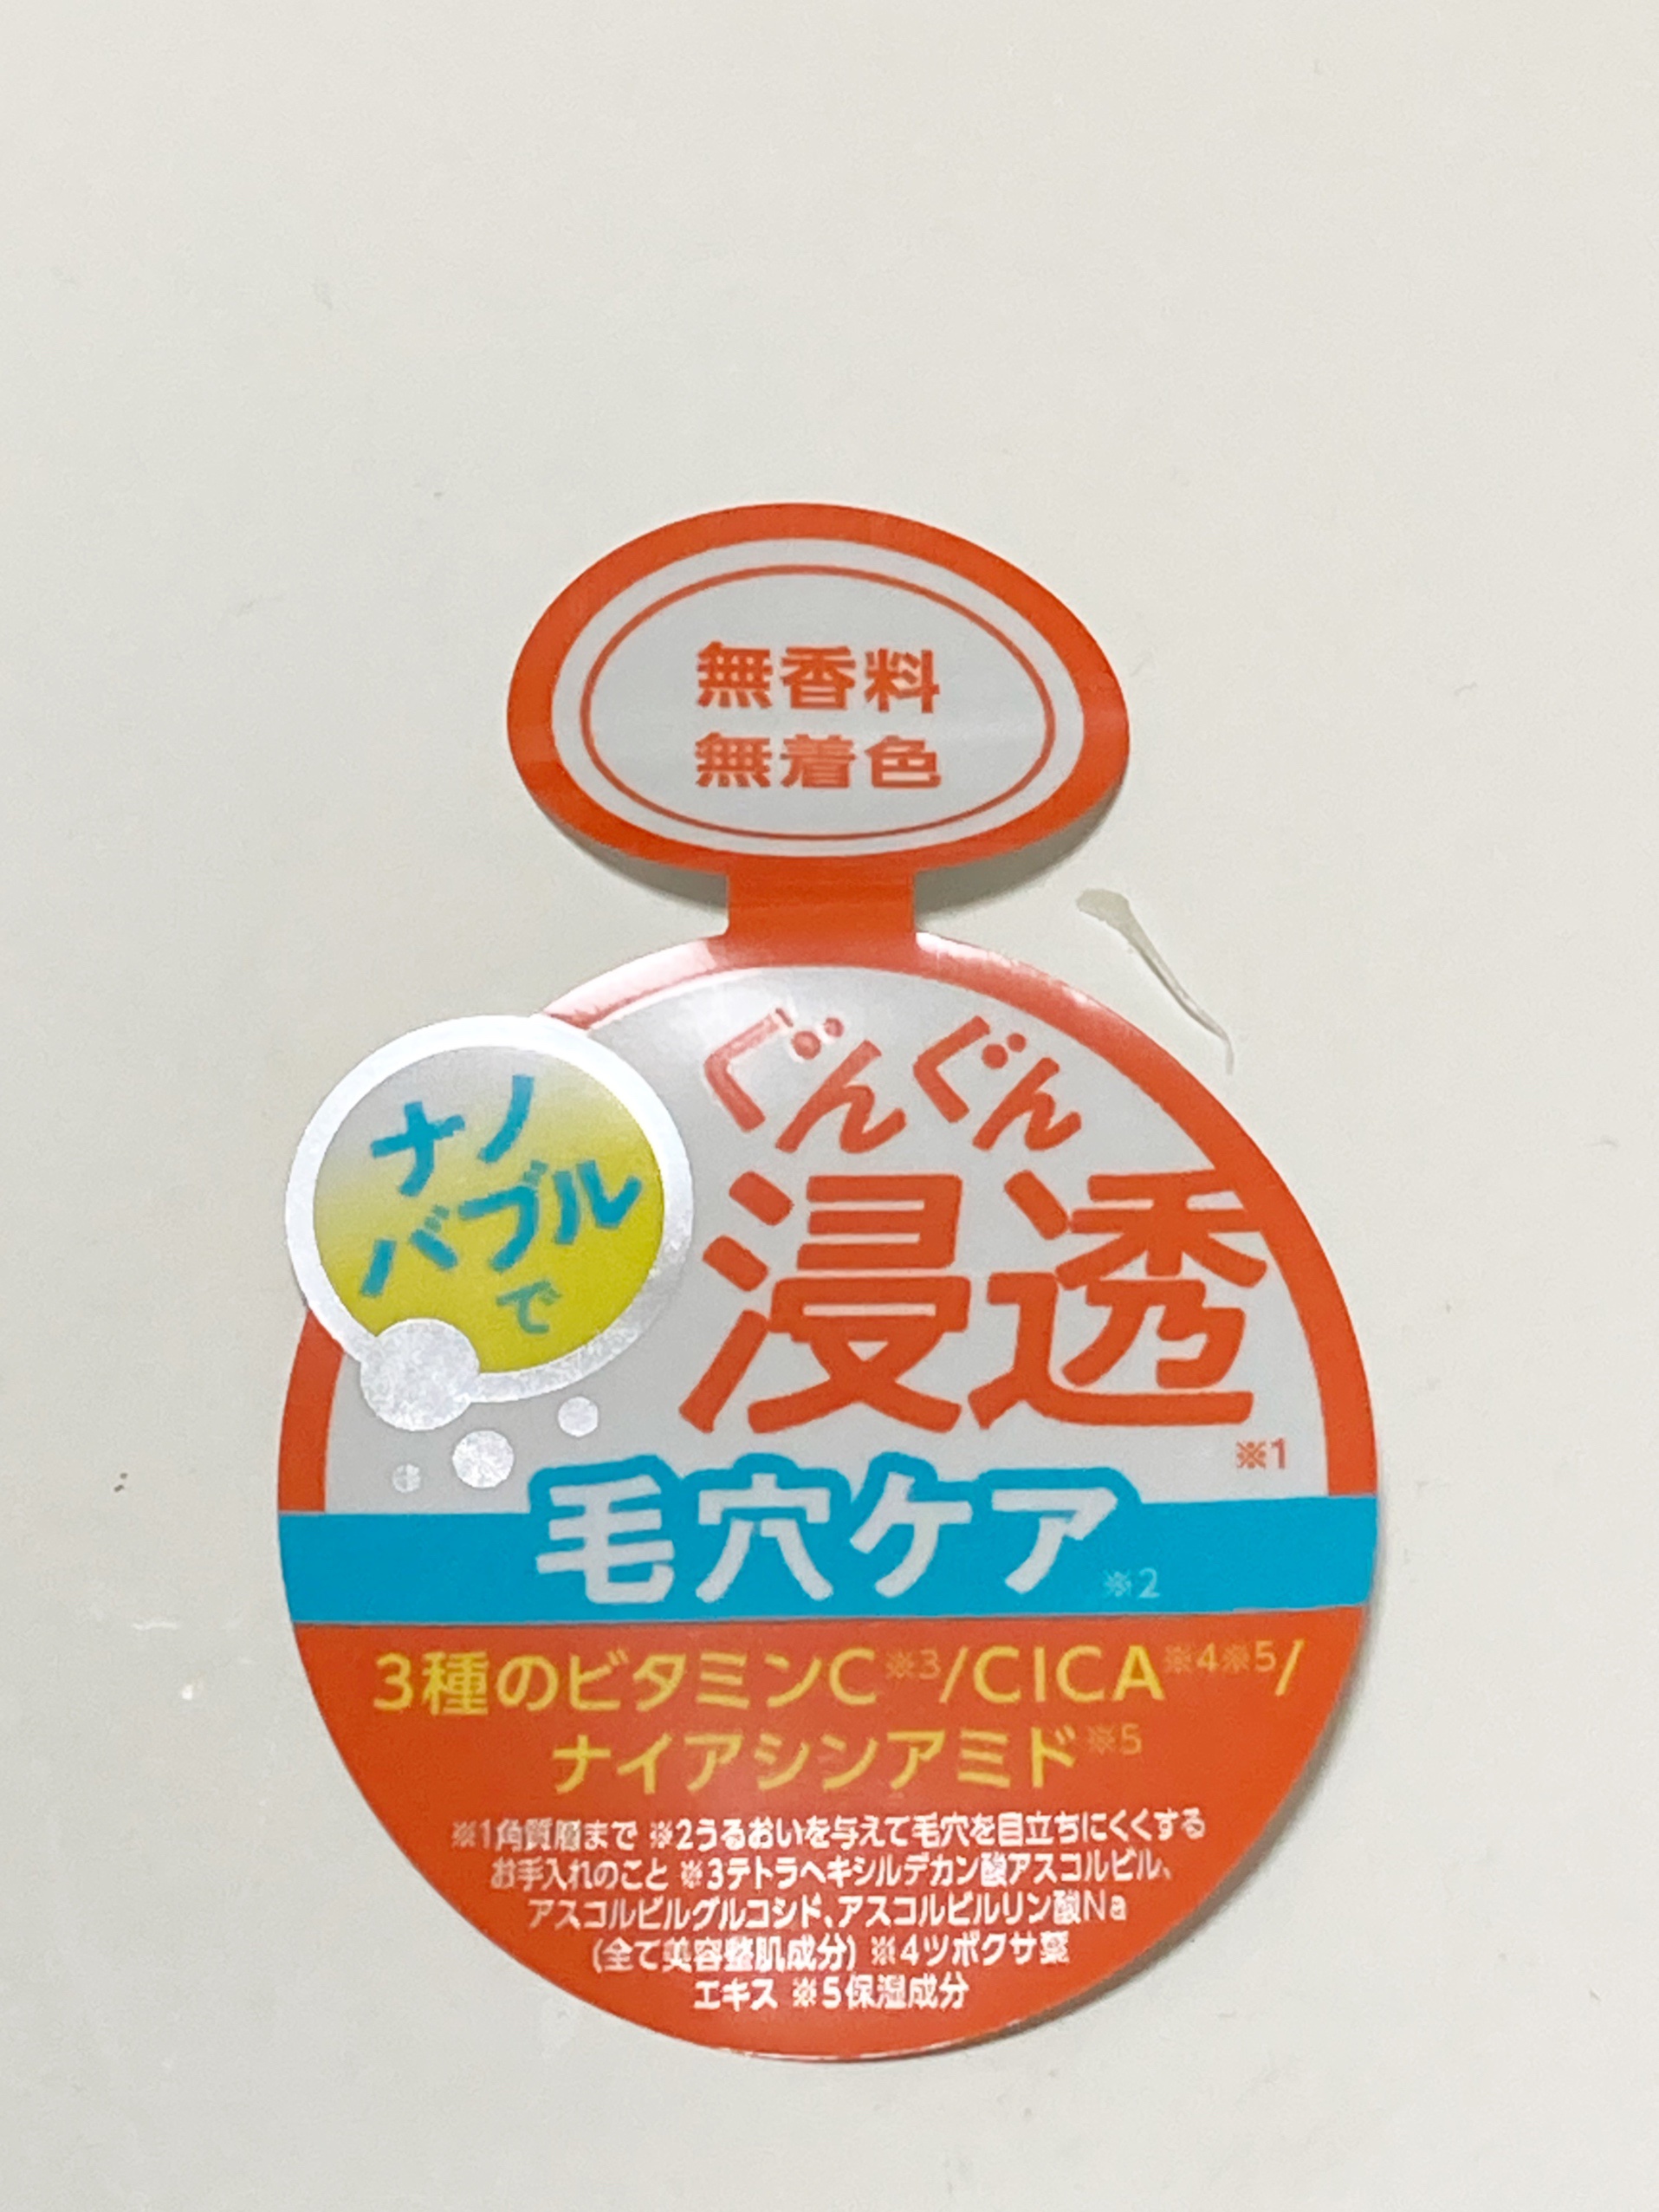 無香料
無着色
ナノ
バブル
で
ぐんぐん
浸透
※1
毛穴ケア※2
3種のビタミンC※3/CICA※4※5/
ナイアシンアミド※5
※1角質層まで ※2うるおいを与えて毛穴を目立ちにくくする
お手入れのこと ※3テトラヘキシルデカン酸アスコルビル、
アスコルビルグルコシド、アスコルビルリン酸Na
(全て美容整肌成分) ※4ツボクサ葉
エキス ※5保湿成分